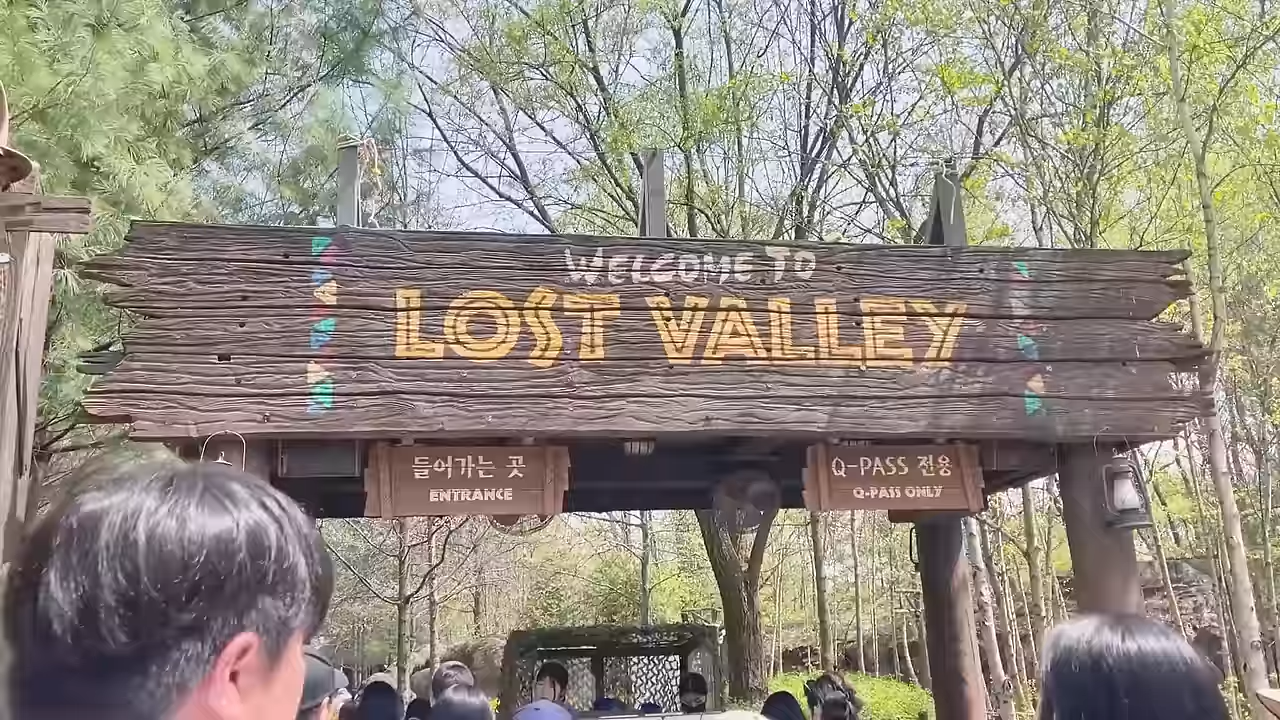 WELCOME TO
LOST VALLEY
들어가는 곳
ENTRANCE
Q-PASS 전용
Q-PASS ONLY